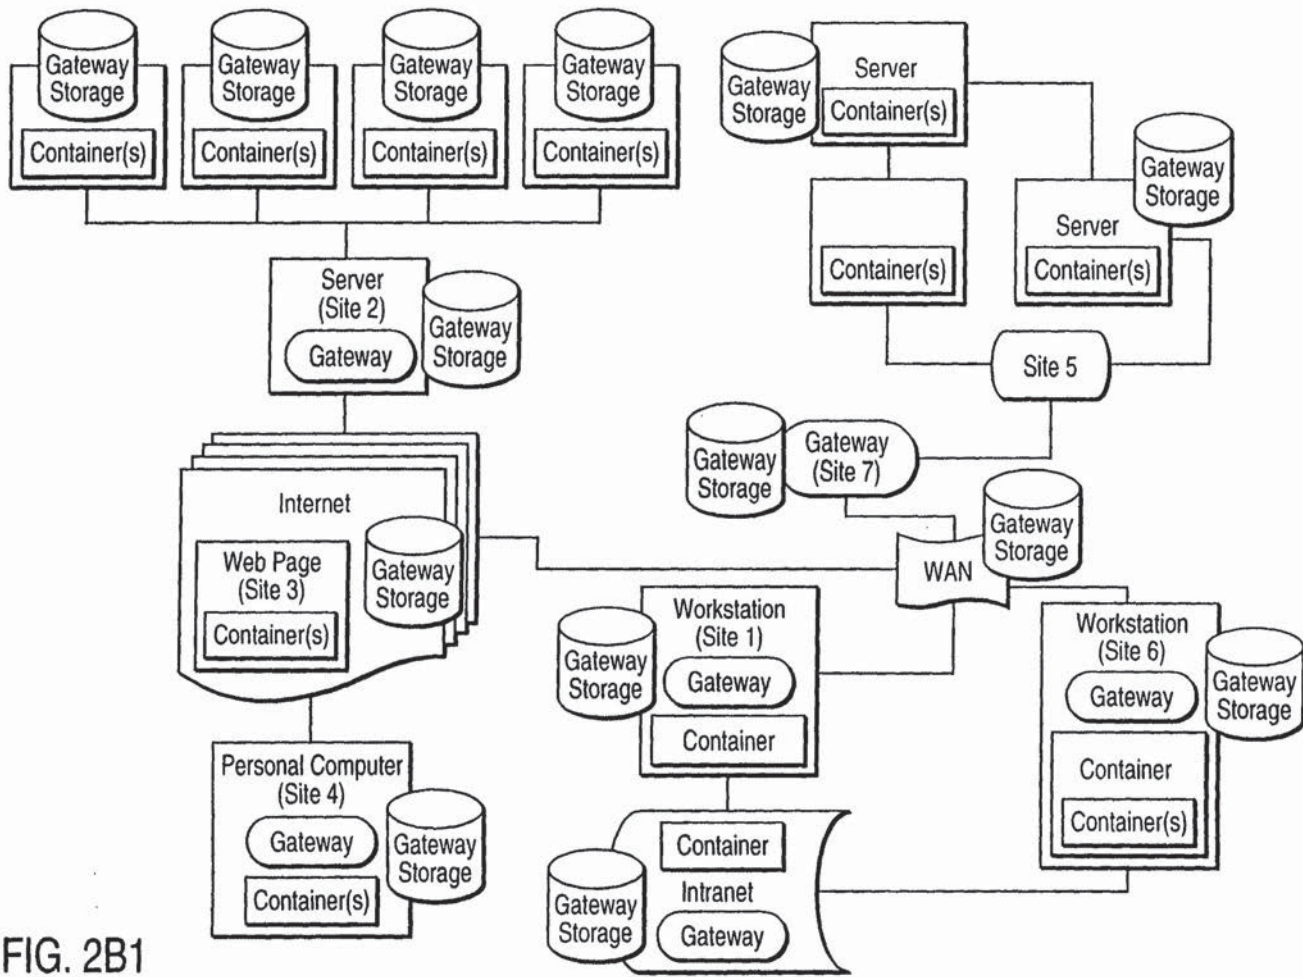 Gateway
Storage
Container(s)
Gateway
Storage
Container(s)
Gateway
Storage
Container(s)
Gateway
Storage
Container(s)
Gateway
Storage
Server
Container(s)
Gateway
Storage
Server
Container(s)
Container(s)
Server
(Site 2)
Gateway
Gateway
Storage
Site 5
Gateway
Storage
Gateway
(Site 7)
Internet
Web Page
(Site 3)
Container(s)
Gateway
Storage
WAN
Gateway
Storage
Gateway
Storage
Workstation
(Site 1)
Gateway
Container
Workstation
(Site 6)
Gateway
Container
Container(s)
Gateway
Storage
Personal Computer
(Site 4)
Gateway
Container(s)
Gateway
Storage
Gateway
Storage
Container
Intranet
Gateway
FIG. 2B1